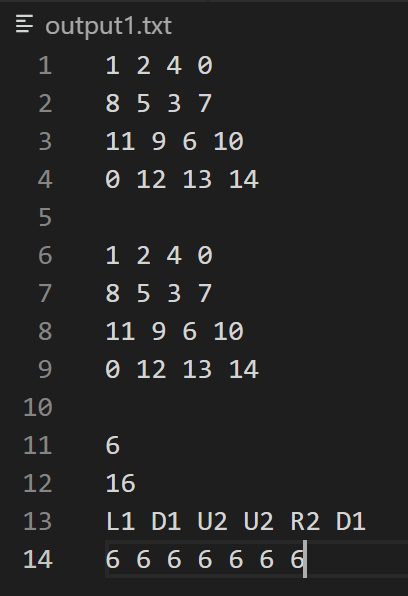 output1.txt
1 1 2 4 0
2 8 5 3 7
3 11 9 6 10
4 0 12 13 14
5
6 1 2 4 0
7 8 5 3 7
8 11 9 6 10
9 0 12 13 14
10
11 6
12 16
13 L1 D1 U2 U2 R2 D1
14 6 6 6 6 6 6 6